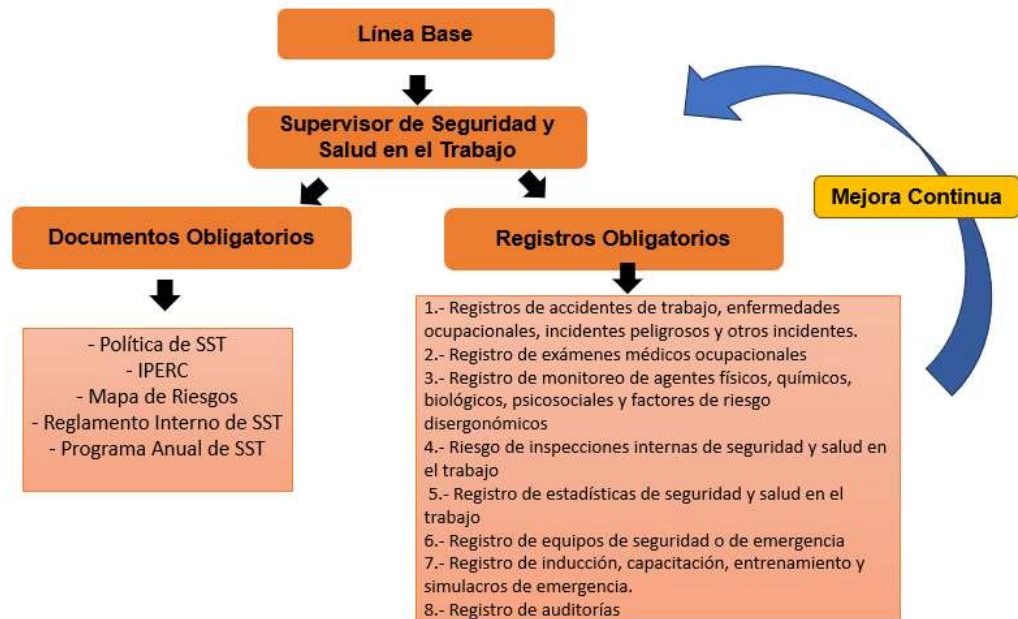 Línea Base
Supervisor de Seguridad y
Salud en el Trabajo
Mejora Continua
Documentos Obligatorios
Registros Obligatorios
- Política de SST
- IPERC
- Mapa de Riesgos
- Reglamento Interno de SST
- Programa Anual de SST
1.- Registros de accidentes de trabajo, enfermedades
ocupacionales, incidentes peligrosos y otros incidentes.
2.- Registro de exámenes médicos ocupacionales
3.- Registro de monitoreo de agentes físicos, químicos,
biológicos, psicosociales y factores de riesgo
disergonómicos
4.- Riesgo de inspecciones internas de seguridad y salud en
el trabajo
5.- Registro de estadísticas de seguridad y salud en el
trabajo
6.- Registro de equipos de seguridad o de emergencia
7.- Registro de inducción, capacitación, entrenamiento y
simulacros de emergencia.
8.- Registro de auditorías